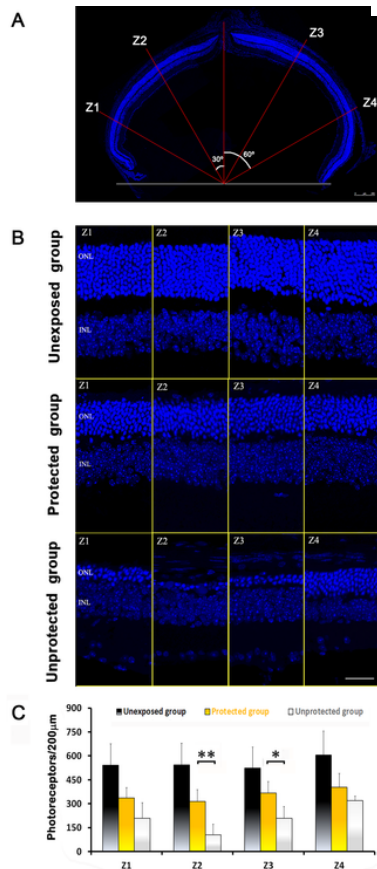 A
Z1
Z2
Z3
Z4
30°
60°
B
Unexposed group
Z1 Z2 Z3 Z4
ONL
INL
Protected group
Z1 Z2 Z3 Z4
ONL
INL
Unprotected group
Z1 Z2 Z3 Z4
ONL
INL
C
Photoreceptors/200µm
900
750
600
450
300
150
0
Unexposed group Protected group Unprotected group
** *
Z1 Z2 Z3 Z4